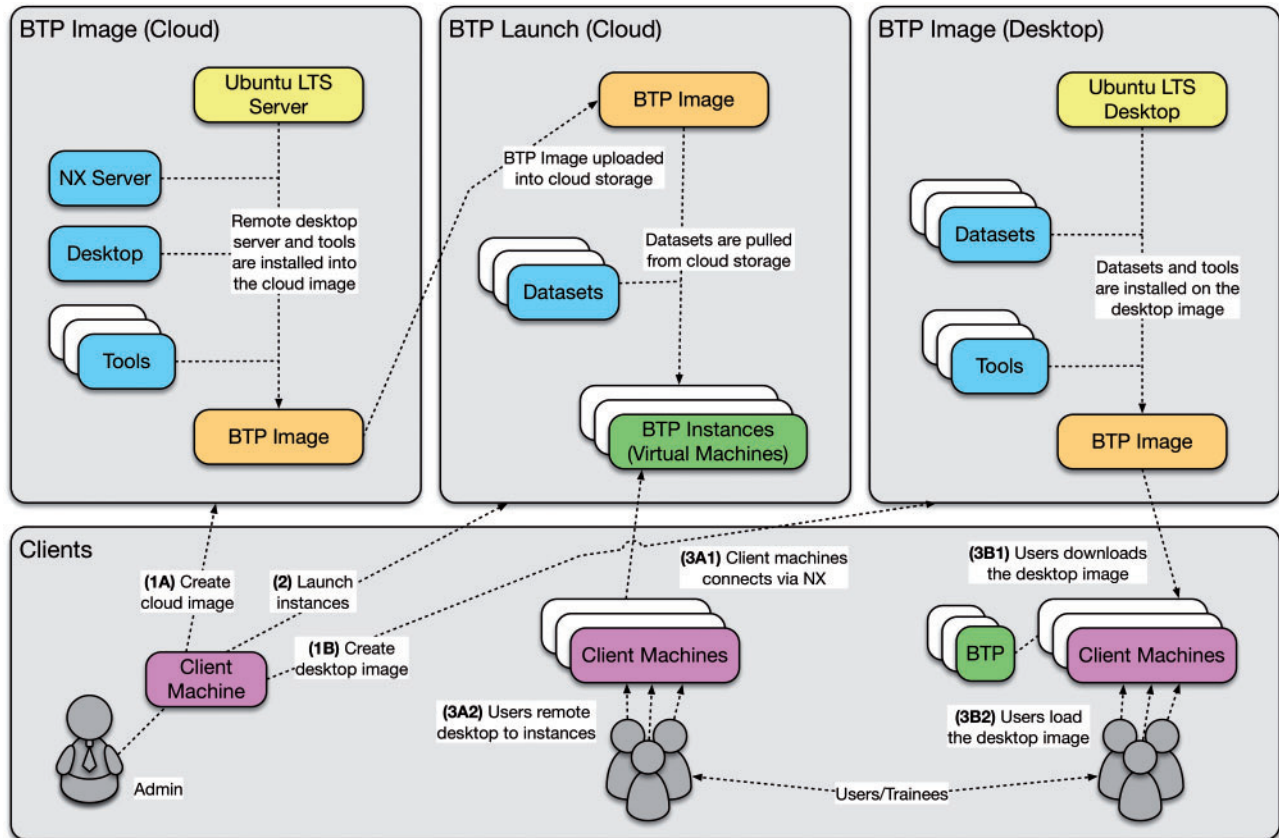 BTP Image (Cloud)
Ubuntu LTS
Server
NX Server
Desktop
Tools
Remote desktop
server and tools
are installed into
the cloud image
BTP Image
BTP Launch (Cloud)
BTP Image
BTP Image uploaded
into cloud storage
Datasets are pulled
from cloud storage
Datasets
BTP Instances
(Virtual Machines)
BTP Image (Desktop)
Ubuntu LTS
Desktop
Datasets
Datasets and tools
are installed on the
desktop image
Tools
BTP Image
Clients
(1A) Create
cloud image
(2) Launch
instances
(1B) Create
desktop image
Client
Machine
Admin
(3A1) Client machines
connects via NX
Client Machines
(3A2) Users remote
desktop to instances
(3B1) Users downloads
the desktop image
BTP
Client Machines
(3B2) Users load
the desktop image
Users/Trainees